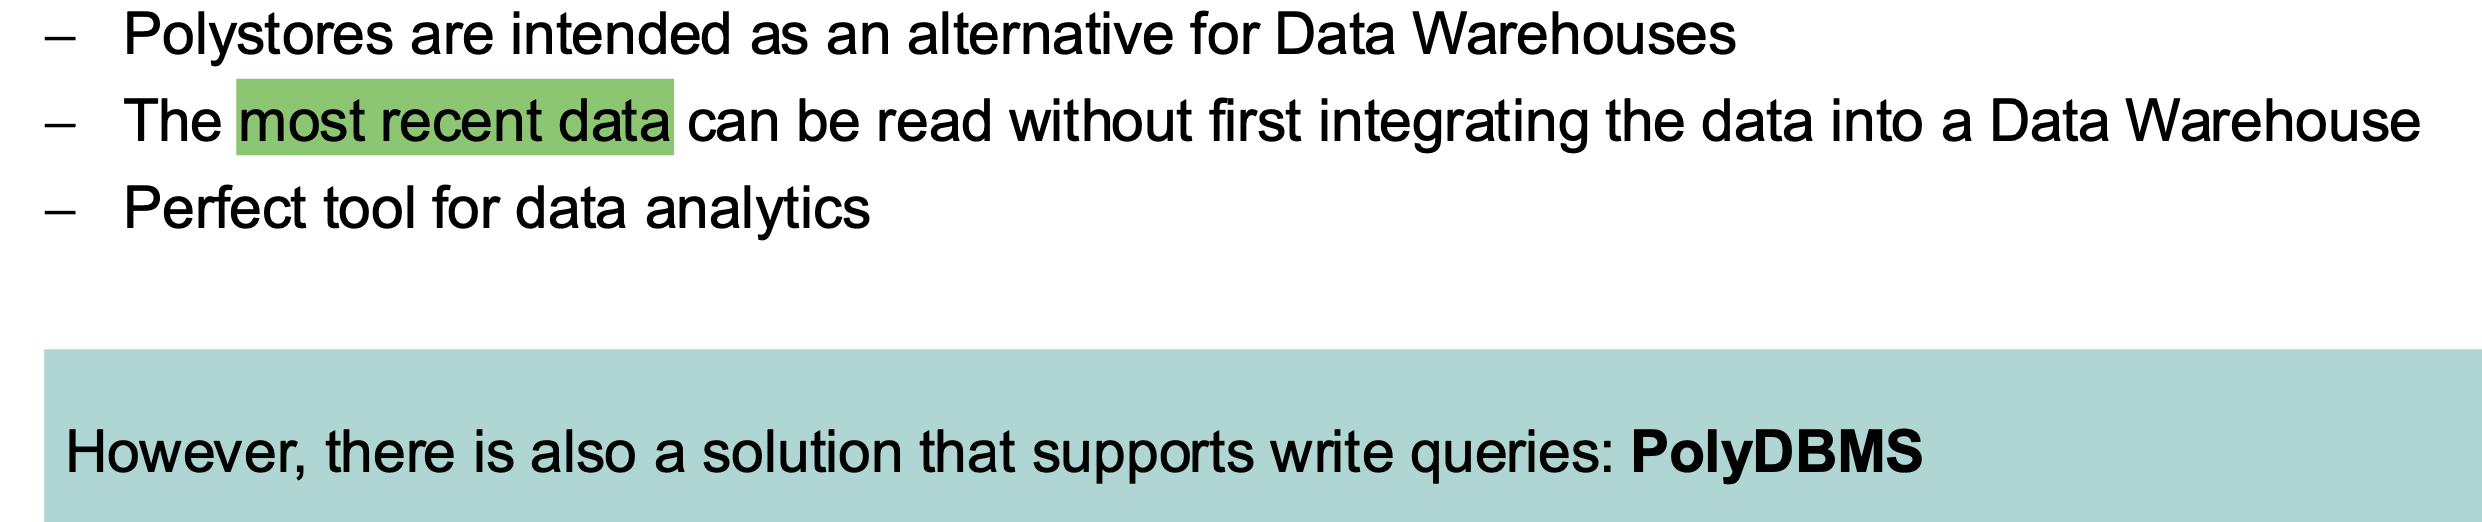 – Polystores are intended as an alternative for Data Warehouses
– The most recent data can be read without first integrating the data into a Data Warehouse
– Perfect tool for data analytics
However, there is also a solution that supports write queries: PolyDBMS